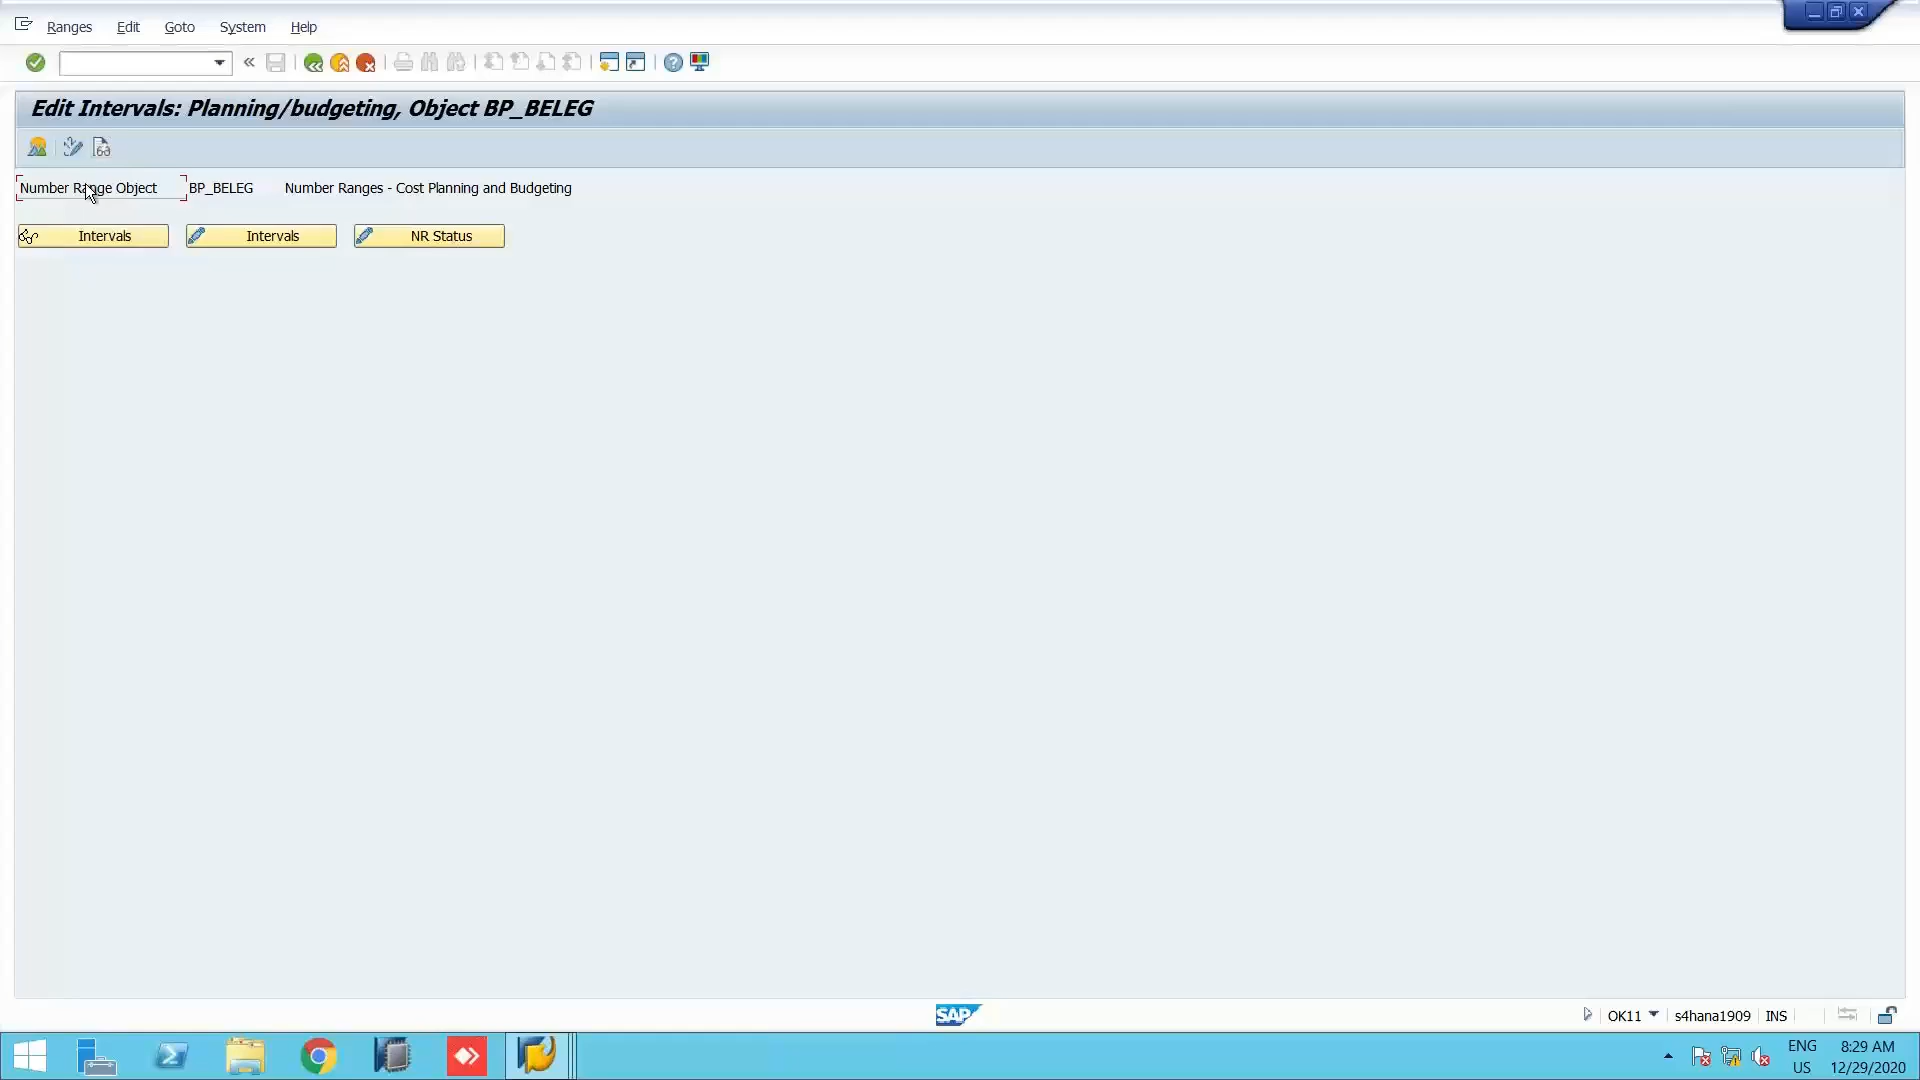 Ranges Edit Goto System Help
Edit Intervals: Planning/budgeting, Object BP_BELEG
Number Range Object BP_BELEG Number Ranges - Cost Planning and Budgeting
Intervals Intervals NR Status
SAP OK11 s4hana1909 INS
ENG 8:29 AM
US 12/29/2020